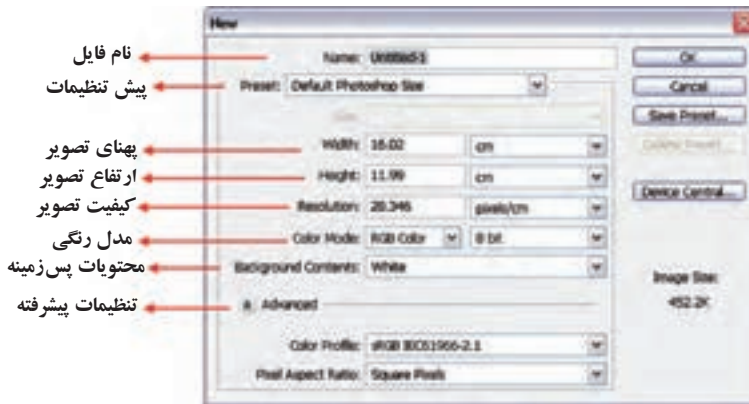 New
نام فایل
Name: Untitled-1
OK
پیش تنظیمات
Preset: Default Photoshop Size
Cancel
Save Preset...
پهنای تصویر
Width: 16.02 cm
ارتفاع تصویر
Height: 11.99 cm
Device Central...
کیفیت تصویر
Resolution: 28.346 pixels/cm
مدل رنگی
Color Mode: RGB Color 8 bit
محتویات پس‌زمینه
Background Contents: White
Image Size:
452.2K
تنظیمات پیشرفته
Advanced
Color Profile: sRGB IEC61966-2.1
Pixel Aspect Ratio: Square Pixels